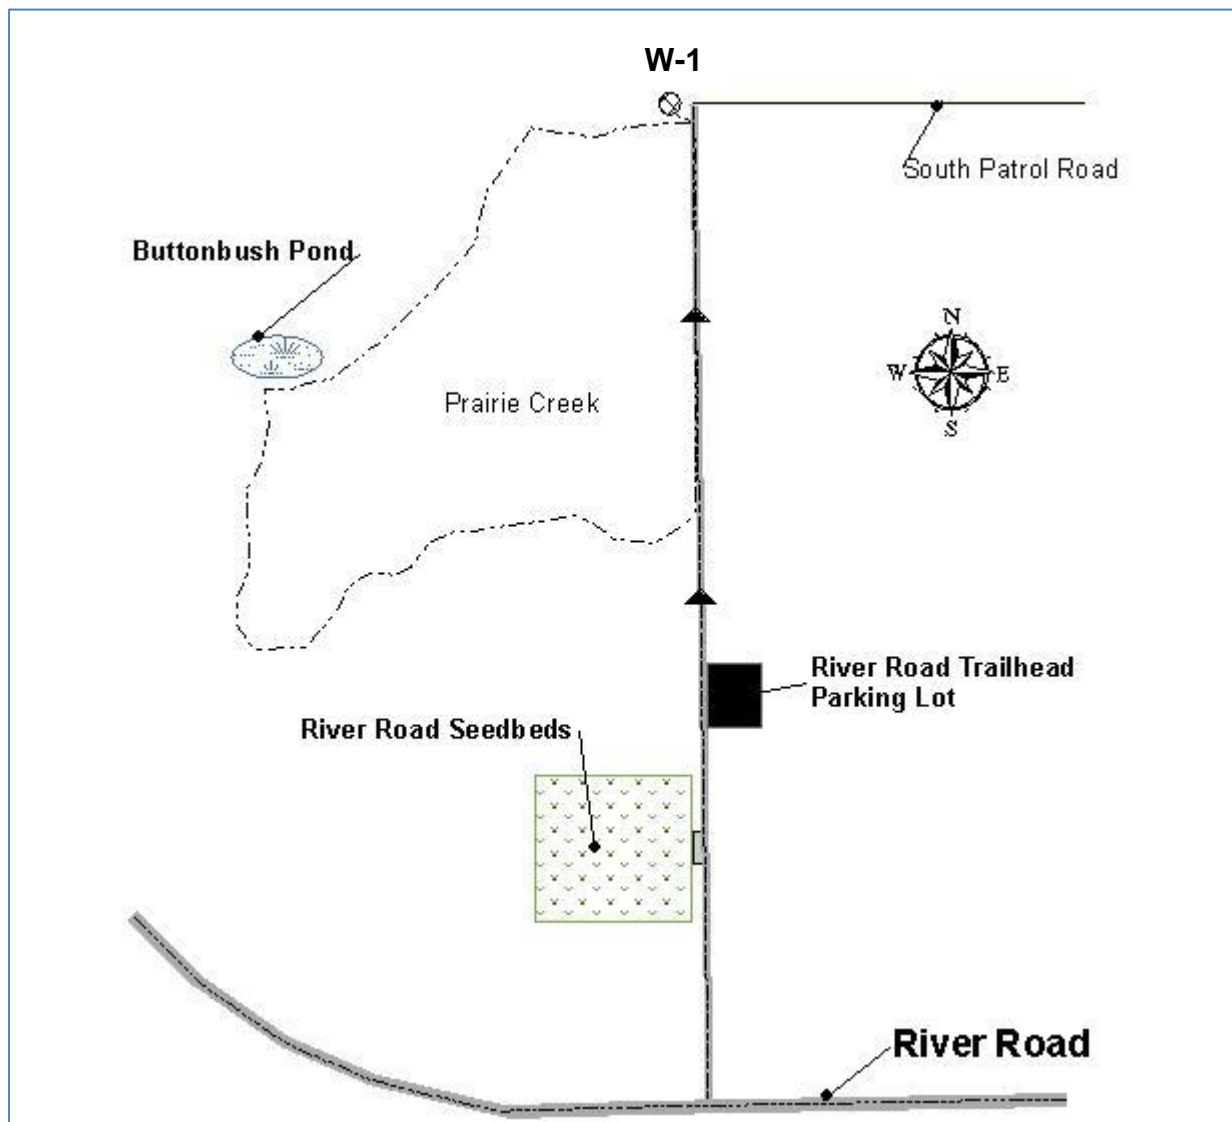 W-1
South Patrol Road
Buttonbush Pond
N
W
E
S
Prairie Creek
River Road Trailhead
Parking Lot
River Road Seedbeds
River Road